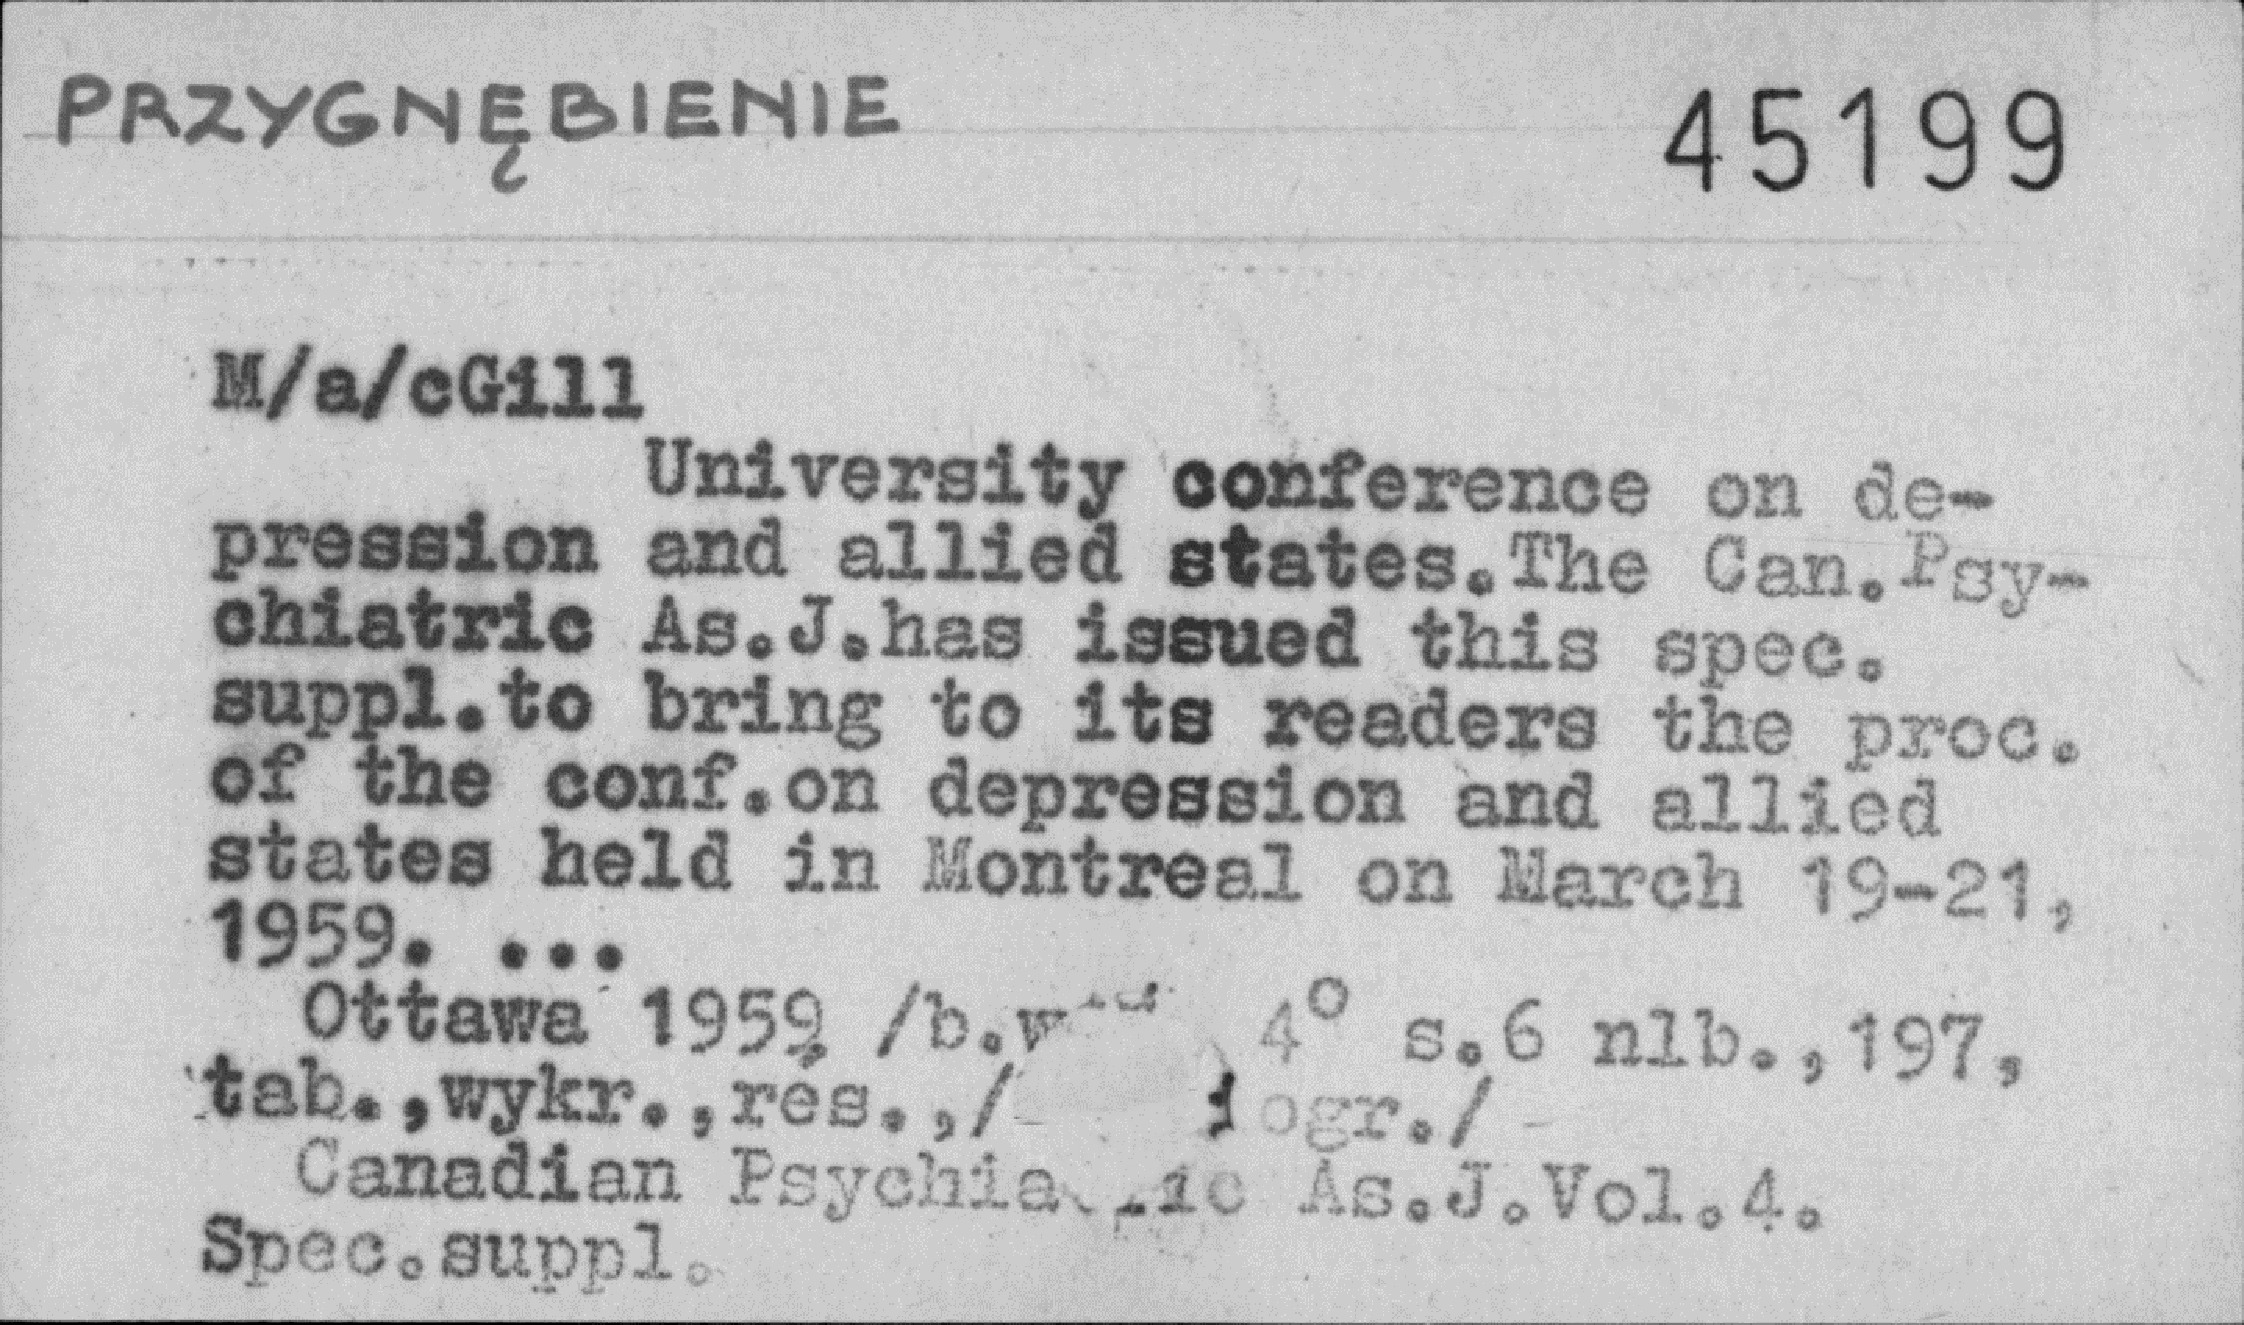 PRZYGNĘBIENIE
45199
M/a/cGill
University conference on de-
pression and allied states.The Can.Psy-
chiatric As.J.has issued this spec.
suppl.to bring to its readers the proc.
of the conf.on depression and allied
states held in Montreal on March 19-21,
1959. ...
Ottawa 1959 4° s.6 nlb.,197,
tab.,wykr.,rés.,/
Canadian As.J.Vol.4.
Spec.suppl.